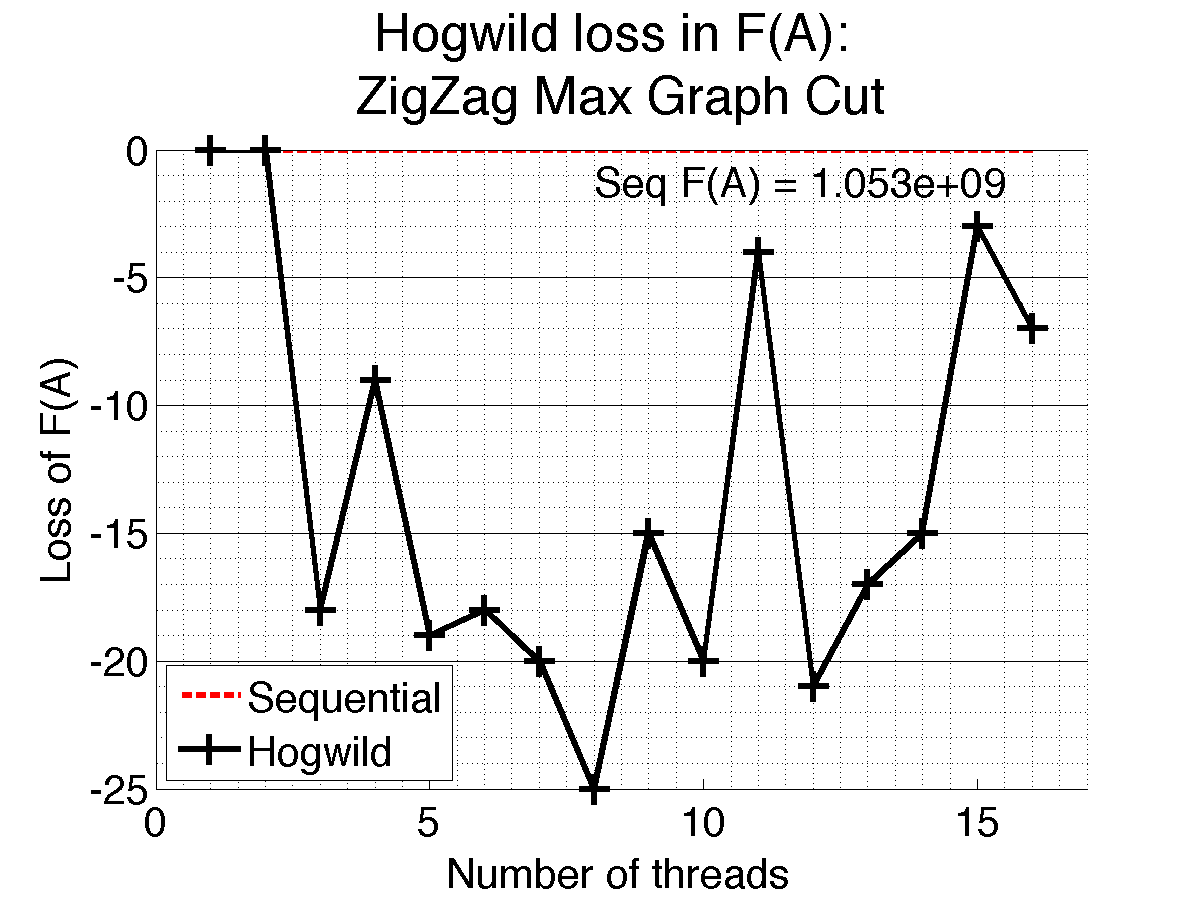 Hogwild loss in F(A):
ZigZag Max Graph Cut
Seq F(A) = 1.053e+09
0
-5
-10
-15
-20
-25
Loss of F(A)
Sequential
Hogwild
0 5 10 15
Number of threads